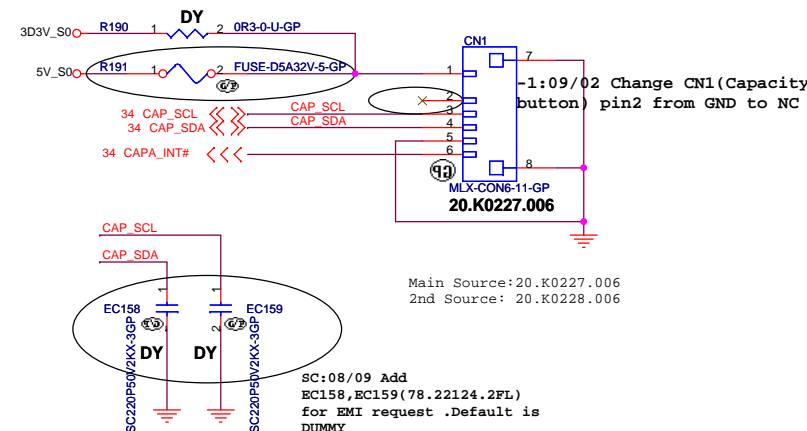 DY
3D3V_S0 R190 1 2 0R3-0-U-GP
5V_S0 R191 1 2 FUSE-D5A32V-5-GP
CN1
7
1
2
3
4
5
6
8
-1:09/02 Change CN1(Capacity
button) pin2 from GND to NC
34 CAP_SCL CAP_SCL
34 CAP_SDA CAP_SDA
34 CAPA_INT#
MLX-CON6-11-GP
20.K0227.006
CAP_SCL
CAP_SDA
Main Source:20.K0227.006
2nd Source: 20.K0228.006
1 1
EC158 EC159
2 2
DY DY
SC220P50V2KX-3GP
SC220P50V2KX-3GP
SC:08/09 Add
EC158,EC159(78.22124.2FL)
for EMI request .Default is
DUMMY